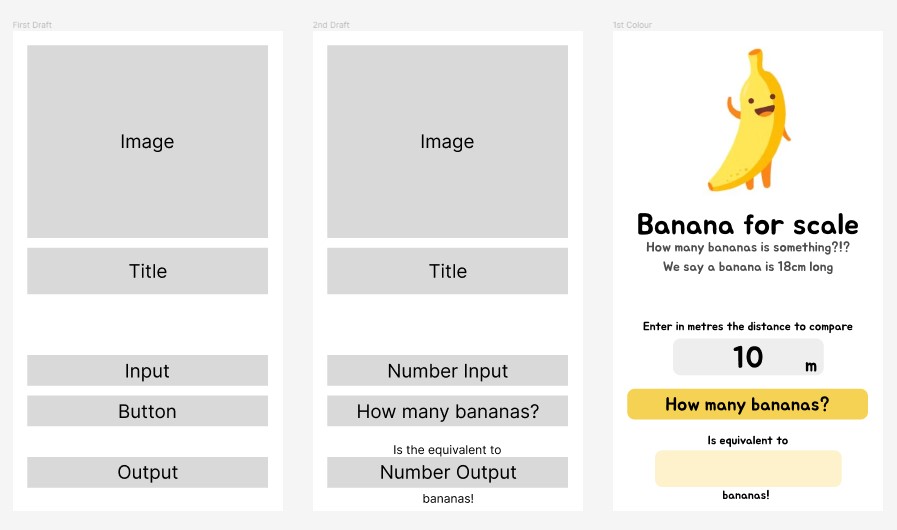 First Draft
Image
Title
Input
Button
Output
2nd Draft
Image
Title
Number Input
How many bananas?
Is the equivalent to
Number Output
bananas!
1st Colour
Banana for scale
How many bananas is something?!?
We say a banana is 18cm long
Enter in metres the distance to compare
10 m
How many bananas?
Is equivalent to
bananas!